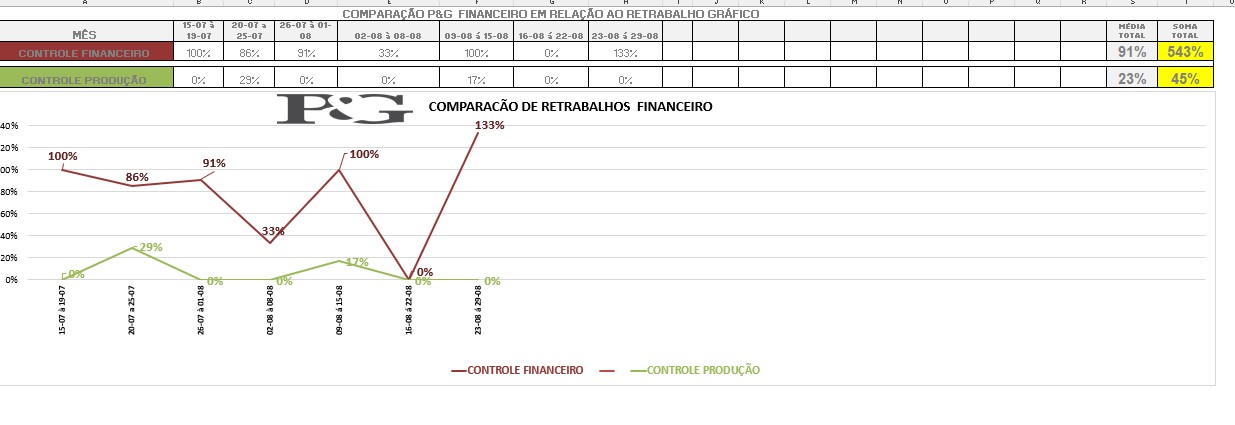 A B C D E F G H I J K L M N O P Q R S T U
COMPARAÇÃO P&G FINANCEIRO EM RELAÇÃO AO RETRABALHO GRÁFICO
MÊS 15-07 à 19-07 20-07 a 25-07 26-07 à 01-08 02-08 à 08-08 09-08 á 15-08 16-08 á 22-08 23-08 á 29-08 MÉDIA TOTAL SOMA TOTAL
CONTROLE FINANCEIRO 100% 86% 91% 33% 100% 0% 133% 91% 543%
CONTROLE PRODUÇÃO 0% 29% 0% 0% 17% 0% 0% 23% 45%
P&G COMPARACÃO DE RETRABALHOS FINANCEIRO
40%
20%
00%
80%
60%
40%
20%
0%
100%
86%
91%
33%
100%
0%
133%
0%
29%
0%
0%
17%
0%
0%
15-07 à 19-07
20-07 a 25-07
26-07 à 01-08
02-08 à 08-08
09-08 á 15-08
16-08 á 22-08
23-08 á 29-08
CONTROLE FINANCEIRO CONTROLE PRODUÇÃO